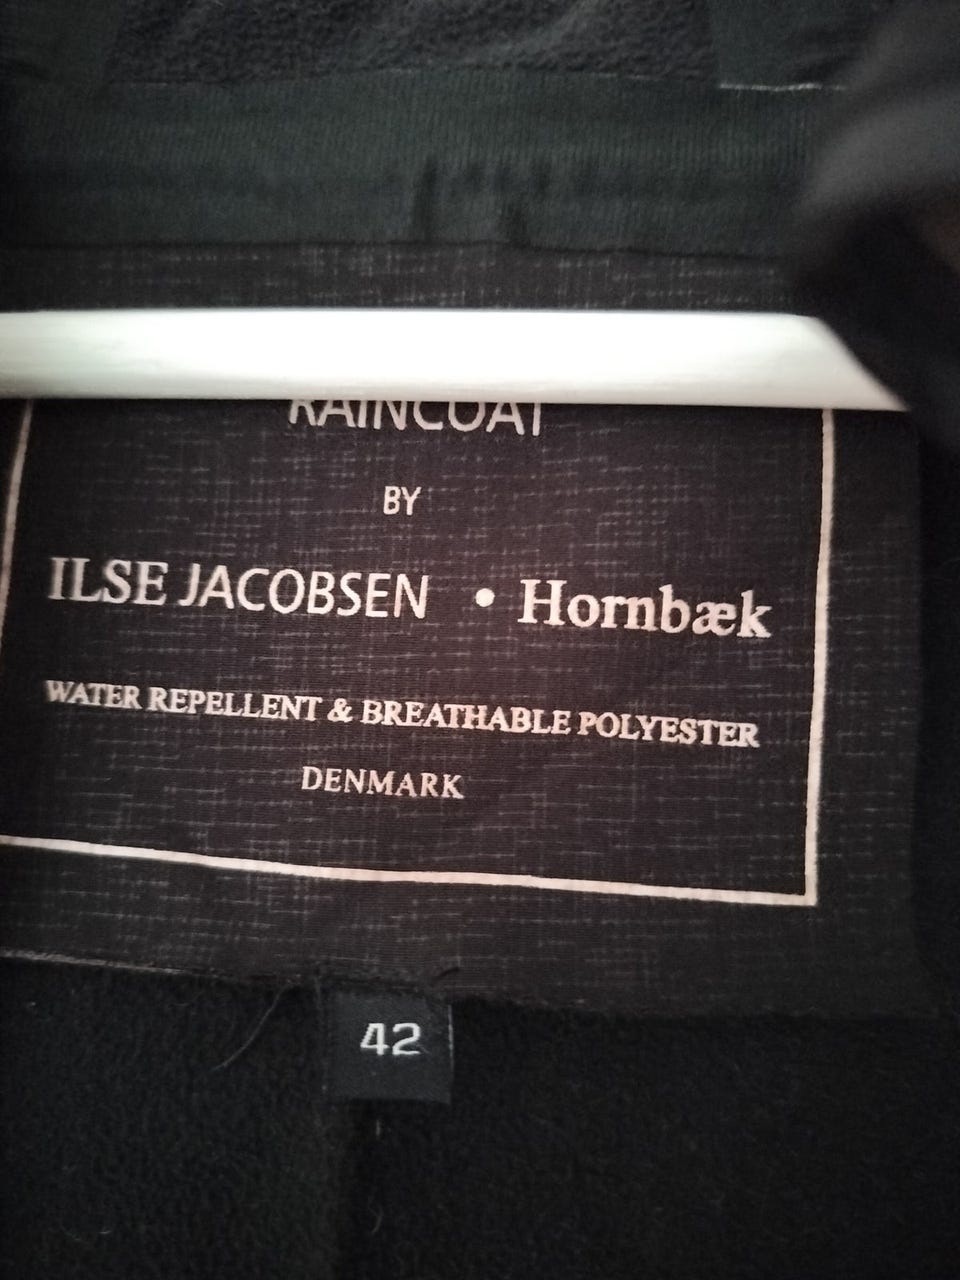 RAINCOAT
BY
ILSE JACOBSEN • Hornbæk
WATER REPELLENT & BREATHABLE POLYESTER
DENMARK
42